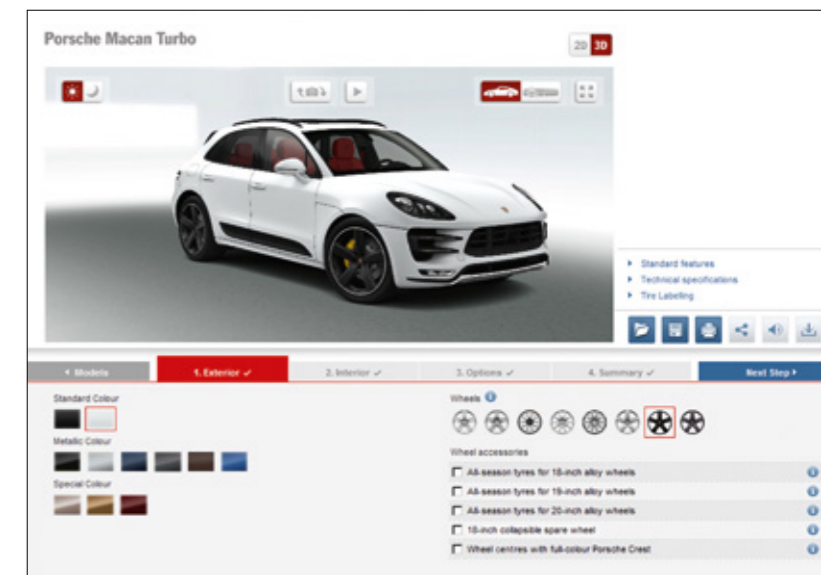 Porsche Macan Turbo
2D 3D
Standard features
Technical specifications
Tire Labelling
Models
1. Exterior ✓
2. Interior ✓
3. Options ✓
4. Summary ✓
Next Step
Standard Colour
Metallic Colour
Special Colour
Wheels i
Wheel accessories
All-season tyres for 18-inch alloy wheels i
All-season tyres for 19-inch alloy wheels i
All-season tyres for 20-inch alloy wheels i
18-inch collapsible spare wheel i
Wheel centres with full-colour Porsche Crest i